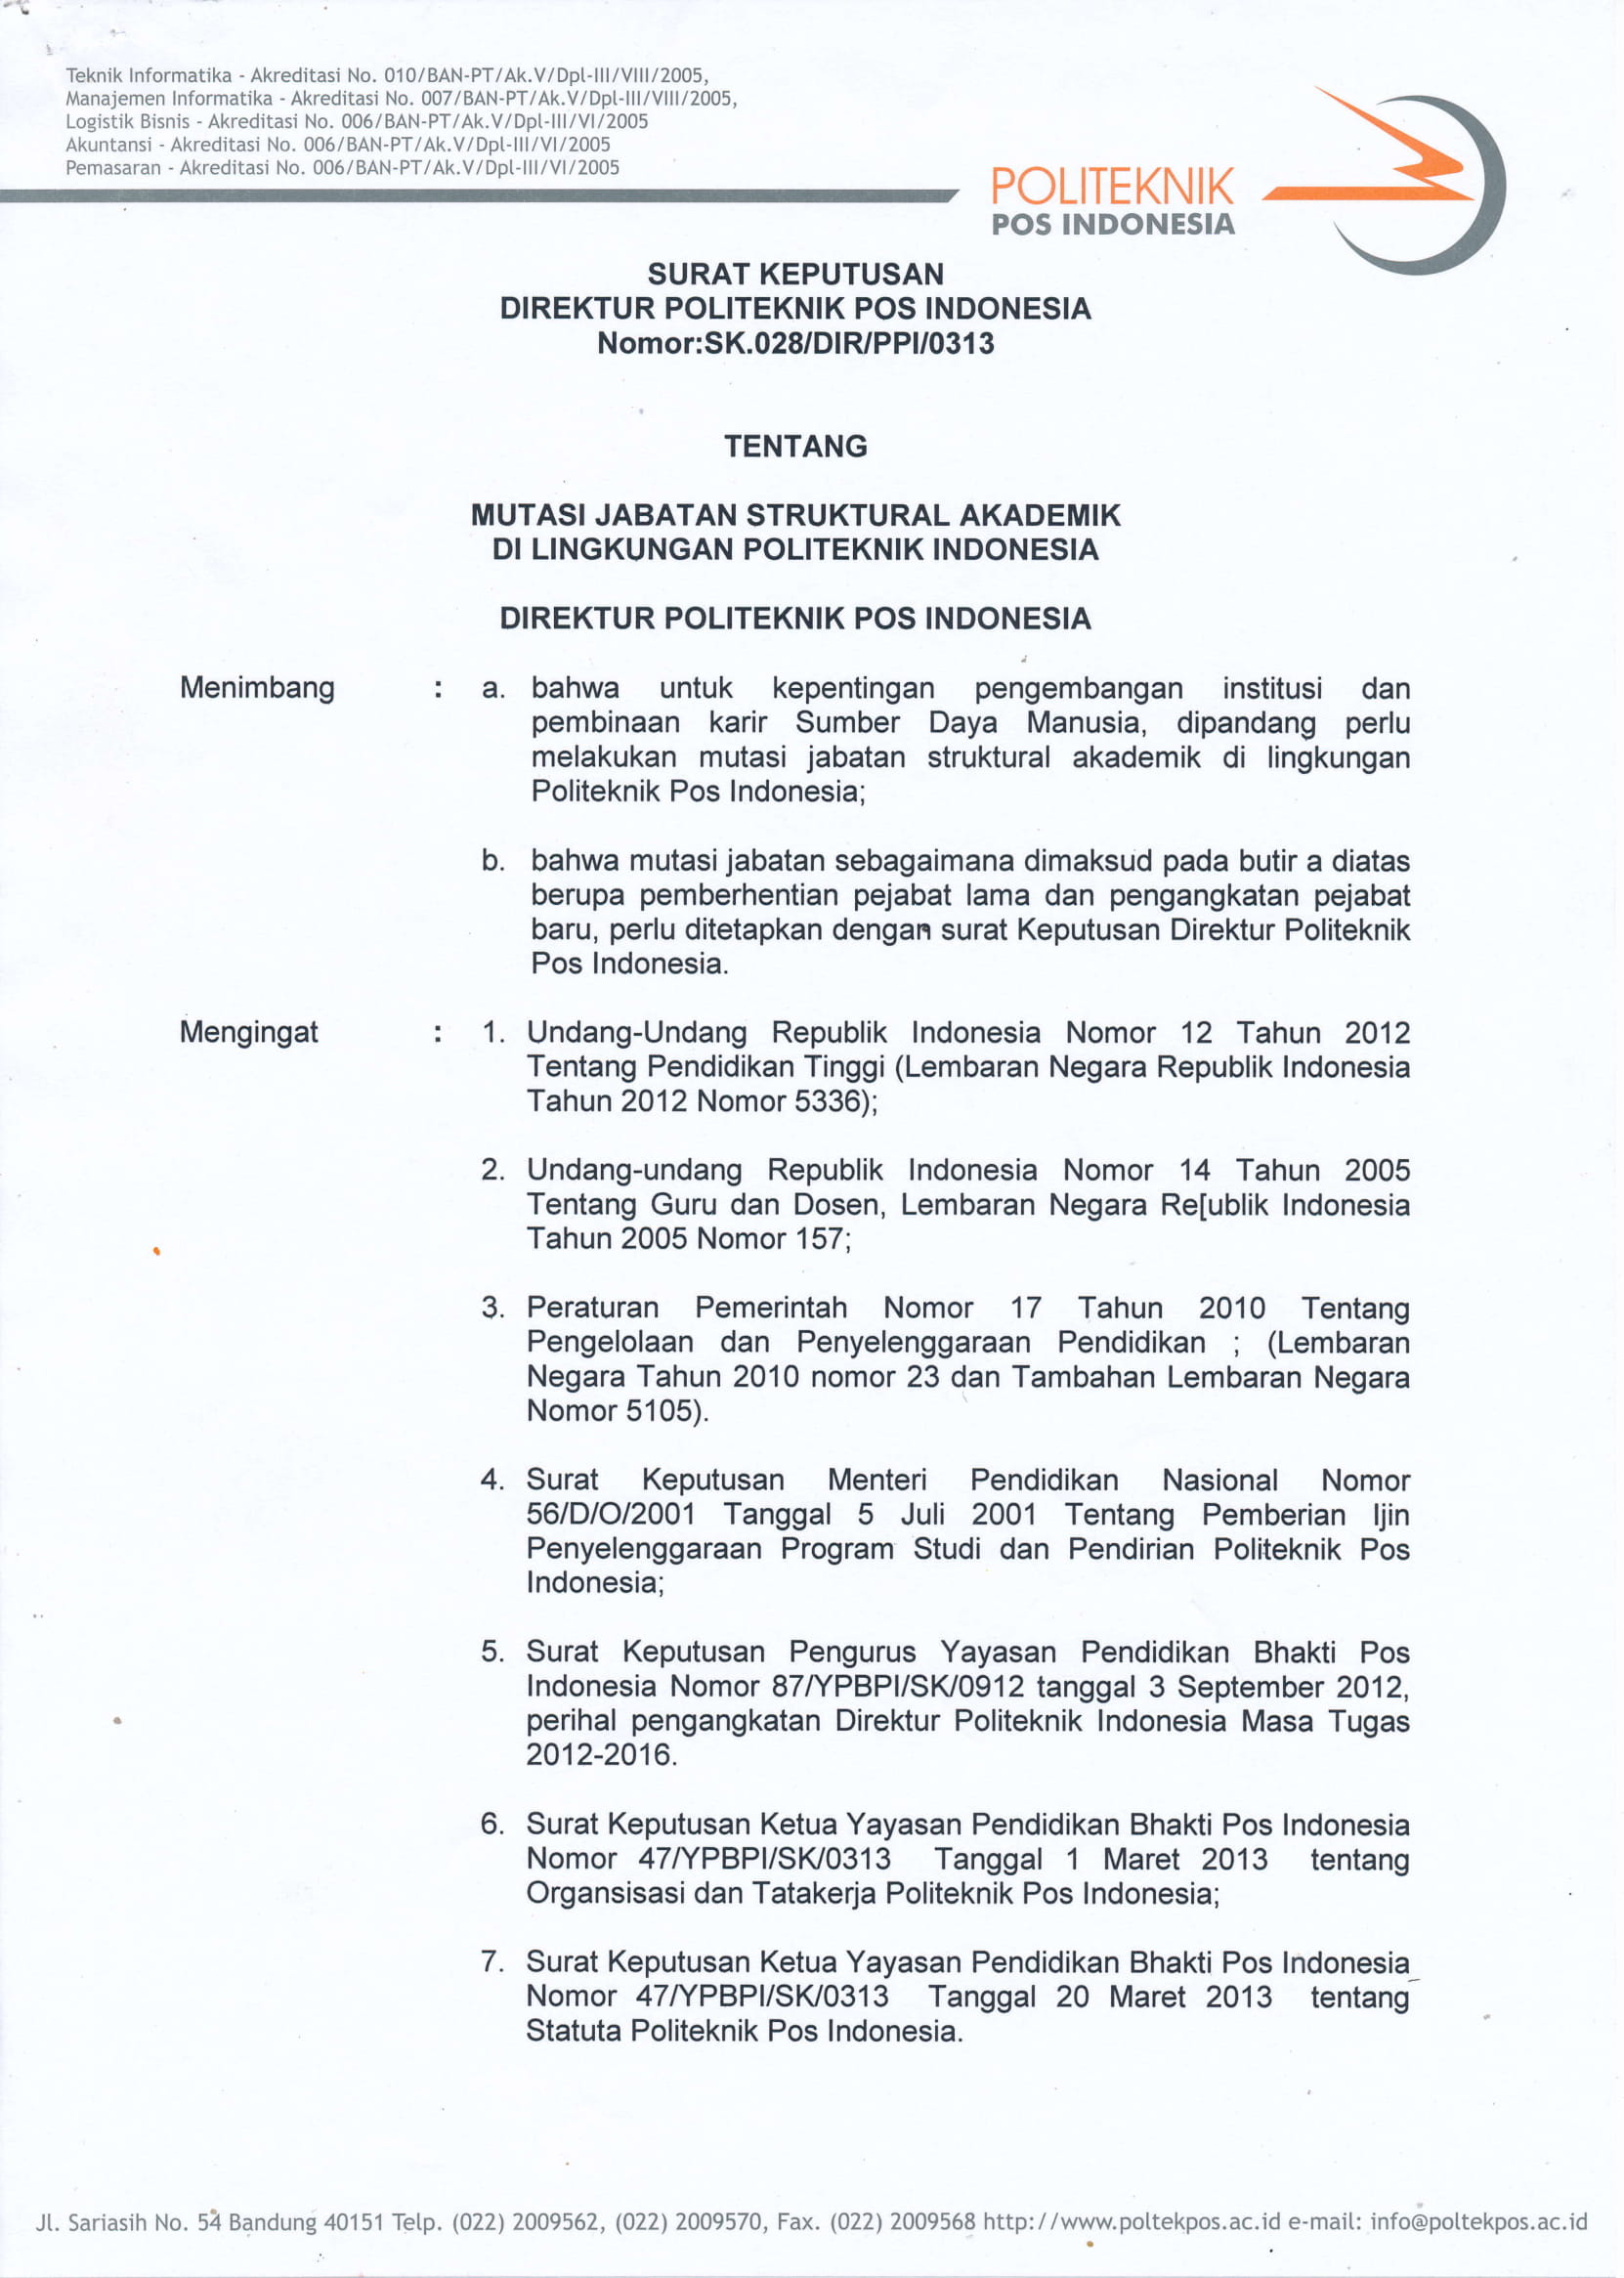 Teknik Informatika - Akreditasi No. 010/BAN-PT/Ak.V/Dpl-III/VIII/2005,
Manajemen Informatika - Akreditasi No. 007/BAN-PT/Ak.V/Dpl-III/VIII/2005,
Logistik Bisnis - Akreditasi No. 006/BAN-PT/Ak.V/Dpl-III/VI/2005
Akuntansi - Akreditasi No. 006/BAN-PT/Ak.V/Dpl-III/VI/2005
Pemasaran - Akreditasi No. 006/BAN-PT/Ak.V/Dpl-III/VI/2005
POLITEKNIK
POS INDONESIA
SURAT KEPUTUSAN
DIREKTUR POLITEKNIK POS INDONESIA
Nomor:SK.028/DIR/PPI/0313
TENTANG
MUTASI JABATAN STRUKTURAL AKADEMIK
DI LINGKUNGAN POLITEKNIK INDONESIA
DIREKTUR POLITEKNIK POS INDONESIA
Menimbang : a. bahwa untuk kepentingan pengembangan institusi dan
pembinaan karir Sumber Daya Manusia, dipandang perlu
melakukan mutasi jabatan struktural akademik di lingkungan
Politeknik Pos Indonesia;
b. bahwa mutasi jabatan sebagaimana dimaksud pada butir a diatas
berupa pemberhentian pejabat lama dan pengangkatan pejabat
baru, perlu ditetapkan dengan surat Keputusan Direktur Politeknik
Pos Indonesia.
Mengingat : 1. Undang-Undang Republik Indonesia Nomor 12 Tahun 2012
Tentang Pendidikan Tinggi (Lembaran Negara Republik Indonesia
Tahun 2012 Nomor 5336);
2. Undang-undang Republik Indonesia Nomor 14 Tahun 2005
Tentang Guru dan Dosen, Lembaran Negara Re[ublik Indonesia
Tahun 2005 Nomor 157;
3. Peraturan Pemerintah Nomor 17 Tahun 2010 Tentang
Pengelolaan dan Penyelenggaraan Pendidikan ; (Lembaran
Negara Tahun 2010 nomor 23 dan Tambahan Lembaran Negara
Nomor 5105).
4. Surat Keputusan Menteri Pendidikan Nasional Nomor
56/D/O/2001 Tanggal 5 Juli 2001 Tentang Pemberian Ijin
Penyelenggaraan Program Studi dan Pendirian Politeknik Pos
Indonesia;
5. Surat Keputusan Pengurus Yayasan Pendidikan Bhakti Pos
Indonesia Nomor 87/YPBPI/SK/0912 tanggal 3 September 2012,
perihal pengangkatan Direktur Politeknik Indonesia Masa Tugas
2012-2016.
6. Surat Keputusan Ketua Yayasan Pendidikan Bhakti Pos Indonesia
Nomor 47/YPBPI/SK/0313 Tanggal 1 Maret 2013 tentang
Organsisasi dan Tatakerja Politeknik Pos Indonesia;
7. Surat Keputusan Ketua Yayasan Pendidikan Bhakti Pos Indonesia
Nomor 47/YPBPI/SK/0313 Tanggal 20 Maret 2013 tentang
Statuta Politeknik Pos Indonesia.
Jl. Sariasih No. 54 Bandung 40151 Telp. (022) 2009562, (022) 2009570, Fax. (022) 2009568 http://www.poltekpos.ac.id e-mail: info@poltekpos.ac.id